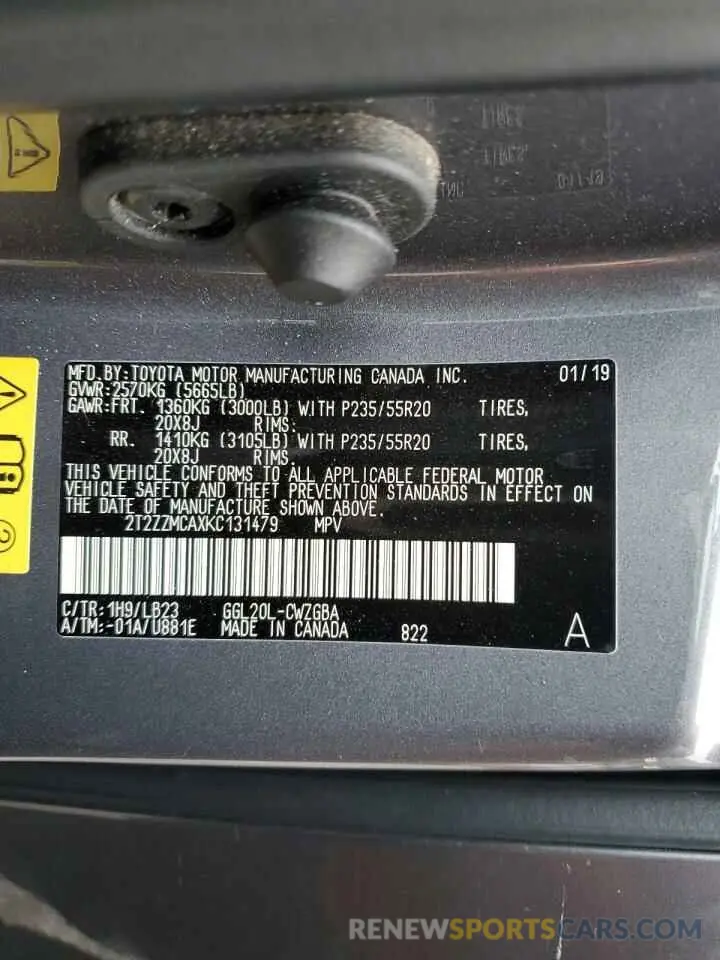 MFD.BY:TOYOTA MOTOR MANUFACTURING CANADA INC. 01/19
GVWR:2570KG (5665LB)
GAWR:FRT. 1360KG (3000LB) WITH P235/55R20 TIRES,
20X8J RIMS.
RR. 1410KG (3105LB) WITH P235/55R20 TIRES,
20X8J RIMS.
THIS VEHICLE CONFORMS TO ALL APPLICABLE FEDERAL MOTOR
VEHICLE SAFETY AND THEFT PREVENTION STANDARDS IN EFFECT ON
THE DATE OF MANUFACTURE SHOWN ABOVE.
2T2ZZMCAXKC131479 MPV
C/TR:1H9/LB23 GGL20L-CWZGBA
A/TM:-01A/U881E MADE IN CANADA 822 A
RENEWSPORTSCARS.COM